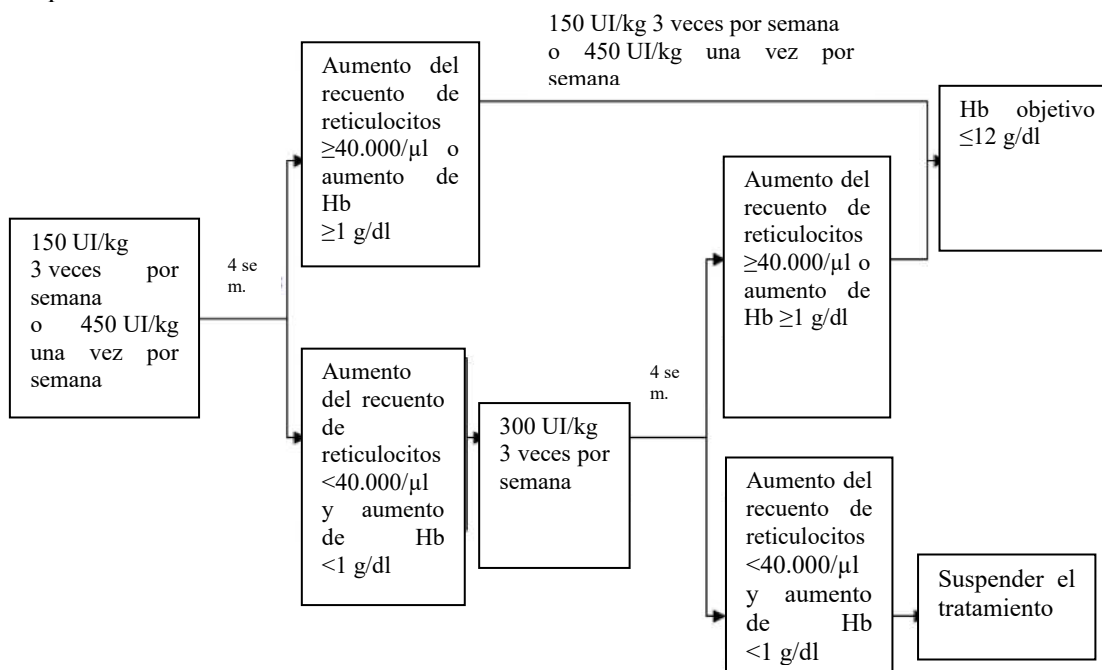 150 UI/kg 3 veces por semana
o 450 UI/kg una vez por
semana
Aumento del
recuento de
reticulocitos
≥40.000/µl o
aumento de
Hb
≥1 g/dl
Hb objetivo
≤12 g/dl
Aumento del
recuento de
reticulocitos
≥40.000/µl o
aumento de
Hb ≥1 g/dl
150 UI/kg
3 veces por
semana
o 450 UI/kg
una vez por
semana
4 se
m.
Aumento
del recuento
de
reticulocitos
<40.000/µl
y aumento
de Hb
<1 g/dl
300 UI/kg
3 veces por
semana
4 se
m.
Aumento del
recuento de
reticulocitos
<40.000/µl
y aumento
de Hb
<1 g/dl
Suspender el
tratamiento